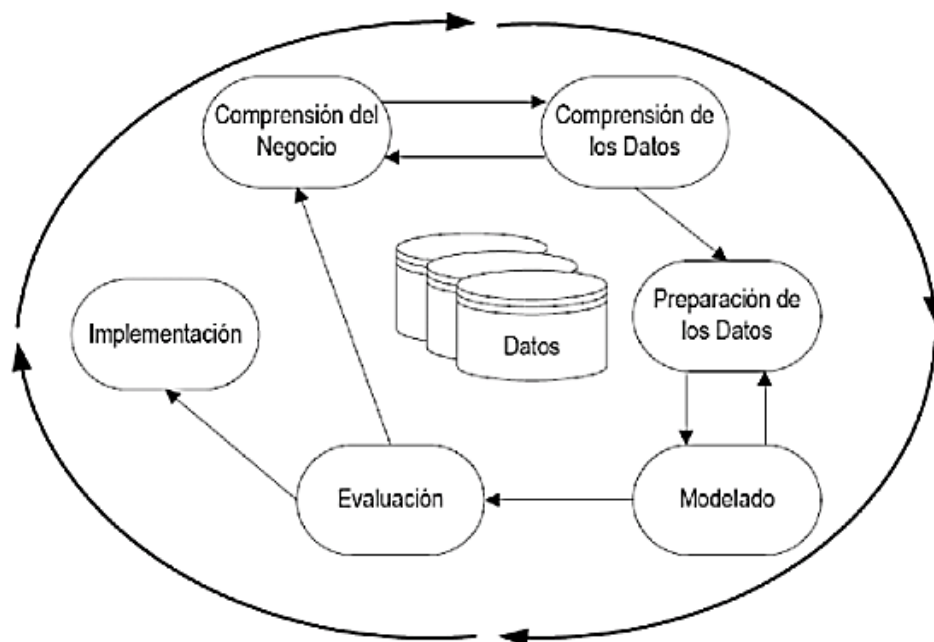 Comprensión del
Negocio
Comprensión de
los Datos
Preparación de
los Datos
Implementación
Datos
Evaluación
Modelado